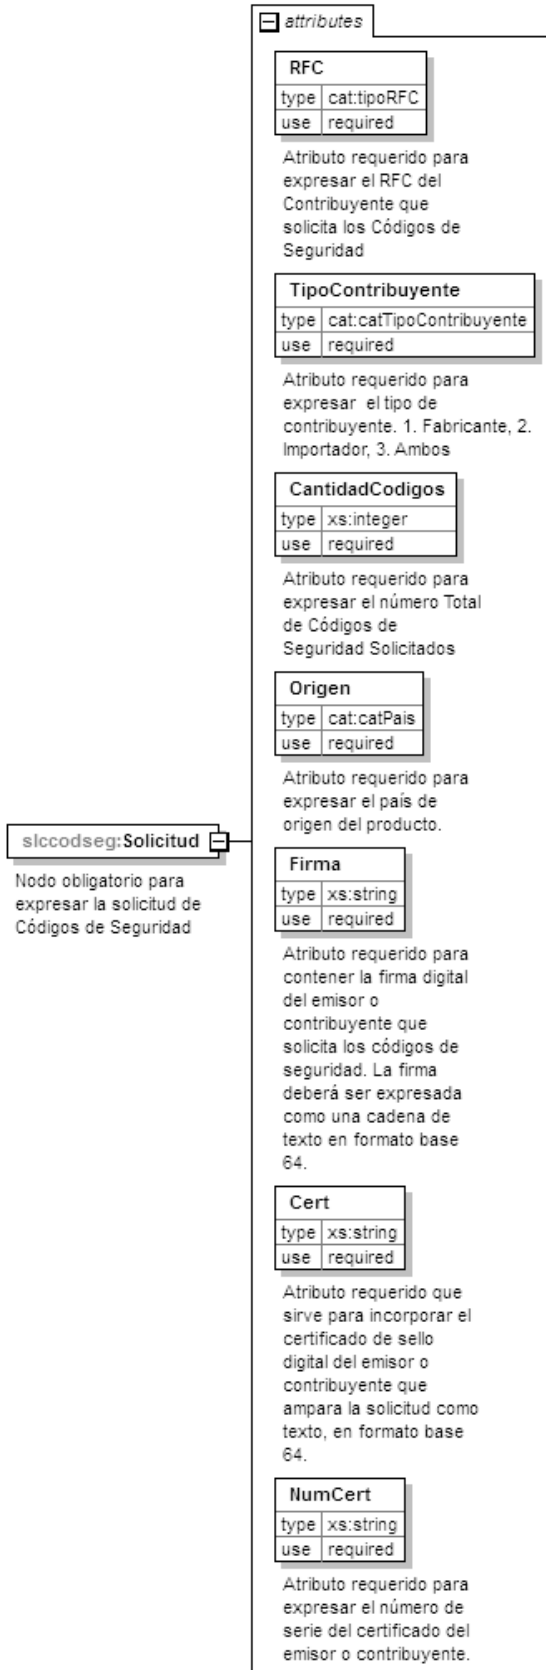 attributes
RFC
type cat:tipoRFC
use required
Atributo requerido para
expresar el RFC del
Contribuyente que
solicita los Códigos de
Seguridad
TipoContribuyente
type cat:catTipoContribuyente
use required
Atributo requerido para
expresar el tipo de
contribuyente. 1. Fabricante, 2.
Importador, 3. Ambos
CantidadCodigos
type xs:integer
use required
Atributo requerido para
expresar el número Total
de Códigos de
Seguridad Solicitados
Origen
type cat:catPais
use required
Atributo requerido para
expresar el país de
origen del producto.
slccodseg:Solicitud
Nodo obligatorio para
expresar la solicitud de
Códigos de Seguridad
Firma
type xs:string
use required
Atributo requerido para
contener la firma digital
del emisor o
contribuyente que
solicita los códigos de
seguridad. La firma
deberá ser expresada
como una cadena de
texto en formato base
64.
Cert
type xs:string
use required
Atributo requerido que
sirve para incorporar el
certificado de sello
digital del emisor o
contribuyente que
ampara la solicitud como
texto, en formato base
64.
NumCert
type xs:string
use required
Atributo requerido para
expresar el número de
serie del certificado del
emisor o contribuyente.